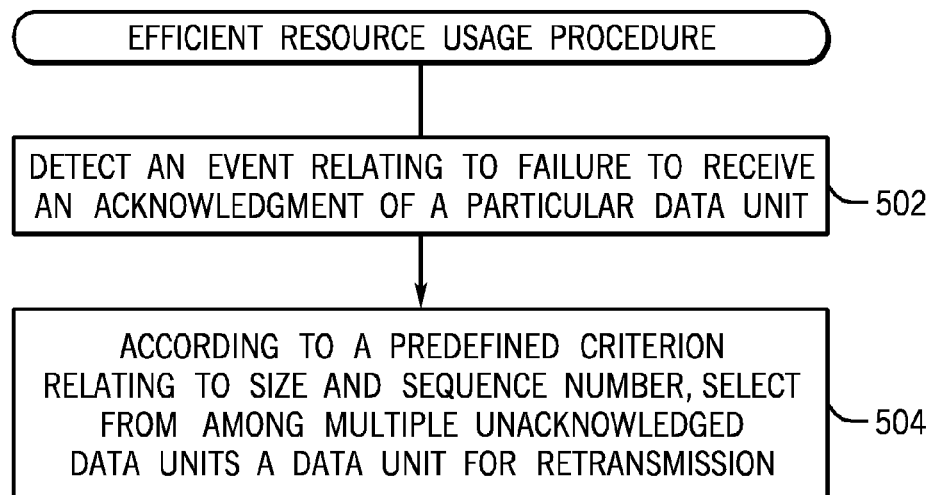 EFFICIENT RESOURCE USAGE PROCEDURE
DETECT AN EVENT RELATING TO FAILURE TO RECEIVE
AN ACKNOWLEDGMENT OF A PARTICULAR DATA UNIT
502
ACCORDING TO A PREDEFINED CRITERION
RELATING TO SIZE AND SEQUENCE NUMBER, SELECT
FROM AMONG MULTIPLE UNACKNOWLEDGED
DATA UNITS A DATA UNIT FOR RETRANSMISSION
504